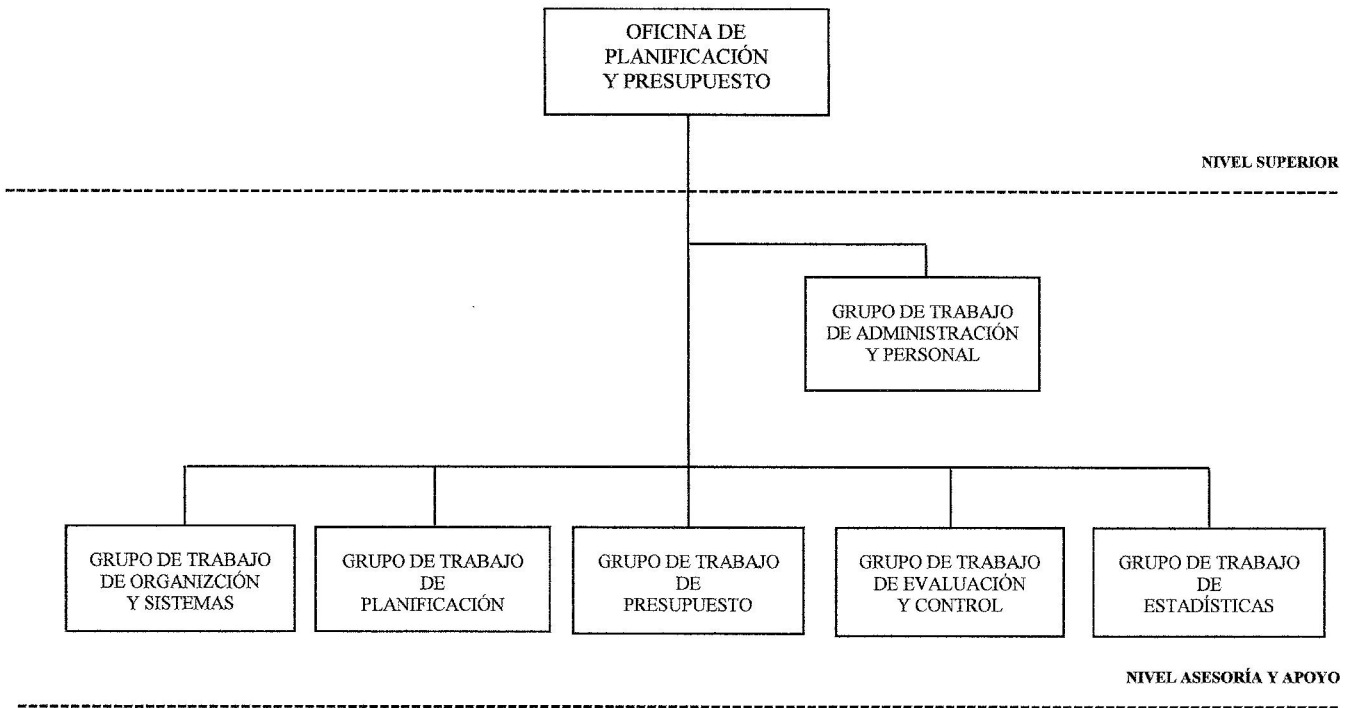 OFICINA DE
PLANIFICACIÓN
Y PRESUPUESTO
NIVEL SUPERIOR
GRUPO DE TRABAJO
DE ADMINISTRACIÓN
Y PERSONAL
GRUPO DE TRABAJO
DE ORGANIZCIÓN
Y SISTEMAS
GRUPO DE TRABAJO
DE
PLANIFICACIÓN
GRUPO DE TRABAJO
DE
PRESUPUESTO
GRUPO DE TRABAJO
DE EVALUACIÓN
Y CONTROL
GRUPO DE TRABAJO
DE
ESTADÍSTICAS
NIVEL ASESORÍA Y APOYO